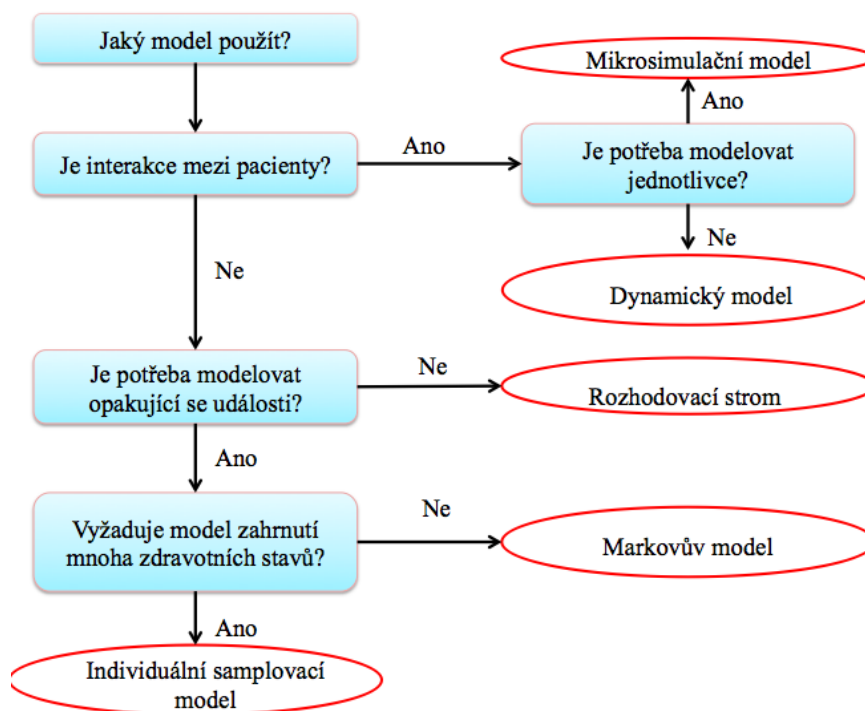 Jaký model použít?
Mikrosimulační model
Ano
Je interakce mezi pacienty?
Ano
Je potřeba modelovat
jednotlivce?
Ne
Ne
Dynamický model
Je potřeba modelovat
opakující se události?
Ne
Rozhodovací strom
Ano
Vyžaduje model zahrnutí
mnoha zdravotních stavů?
Ne
Markovův model
Ano
Individuální samplovací
model